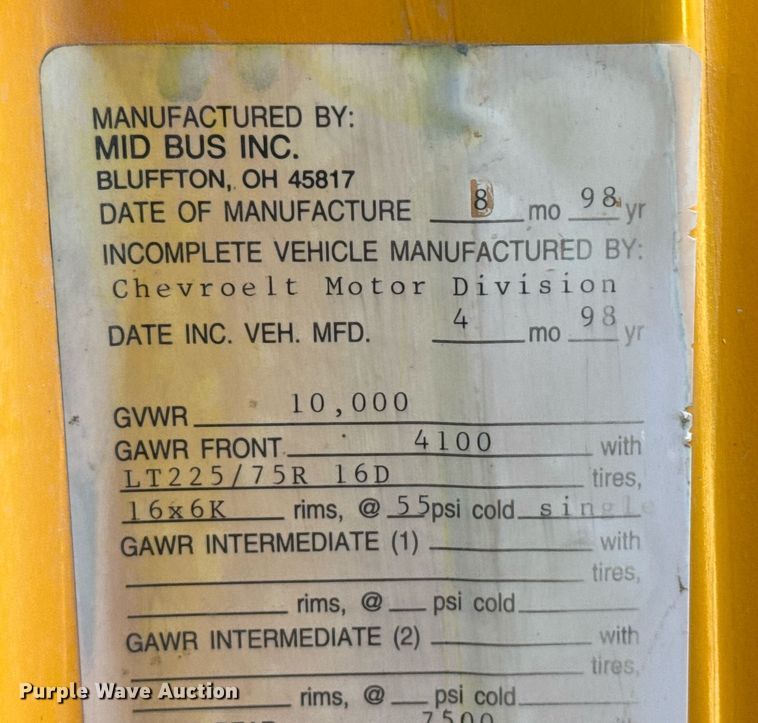 MANUFACTURED BY:
MID BUS INC.
BLUFFTON, OH 45817
DATE OF MANUFACTURE 8 mo 98 yr
INCOMPLETE VEHICLE MANUFACTURED BY:
Chevroelt Motor Division
DATE INC. VEH. MFD. 4 mo 98 yr
GVWR 10,000
GAWR FRONT 4100 with
LT225/75R 16D tires,
16x6K rims, @ 55psi cold single
GAWR INTERMEDIATE (1) with
tires,
rims, @ psi cold
GAWR INTERMEDIATE (2) with
tires,
rims, @ psi cold
7500
Purple Wave Auction